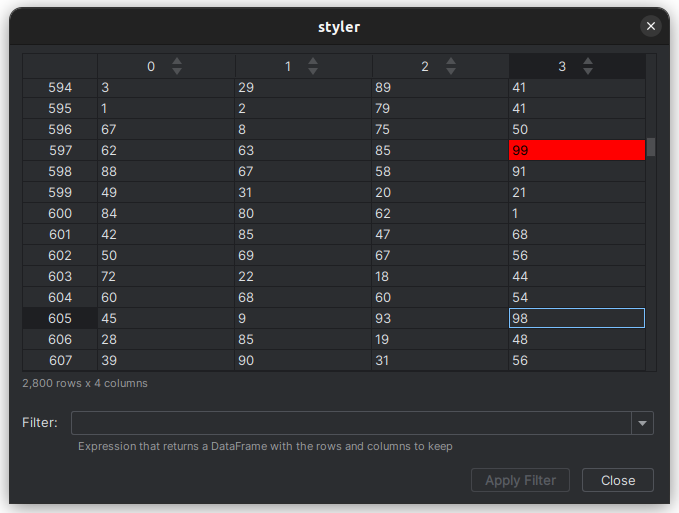 styler
0 1 2 3
594 3 29 89 41
595 1 2 79 41
596 67 8 75 50
597 62 63 85 99
598 88 67 58 91
599 49 31 20 21
600 84 80 62 1
601 42 85 47 68
602 50 69 67 56
603 72 22 18 44
604 60 68 60 54
605 45 9 93 98
606 28 85 19 48
607 39 90 31 56
2,800 rows x 4 columns
Filter:
Expression that returns a DataFrame with the rows and columns to keep
Apply Filter Close